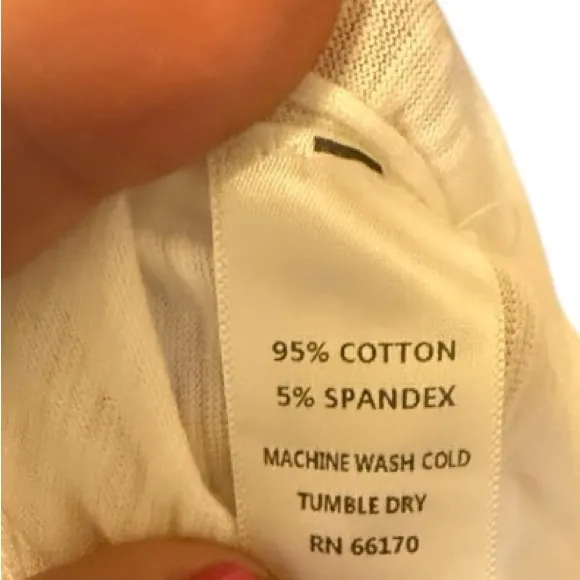 95% COTTON
5% SPANDEX
MACHINE WASH COLD
TUMBLE DRY
RN 66170